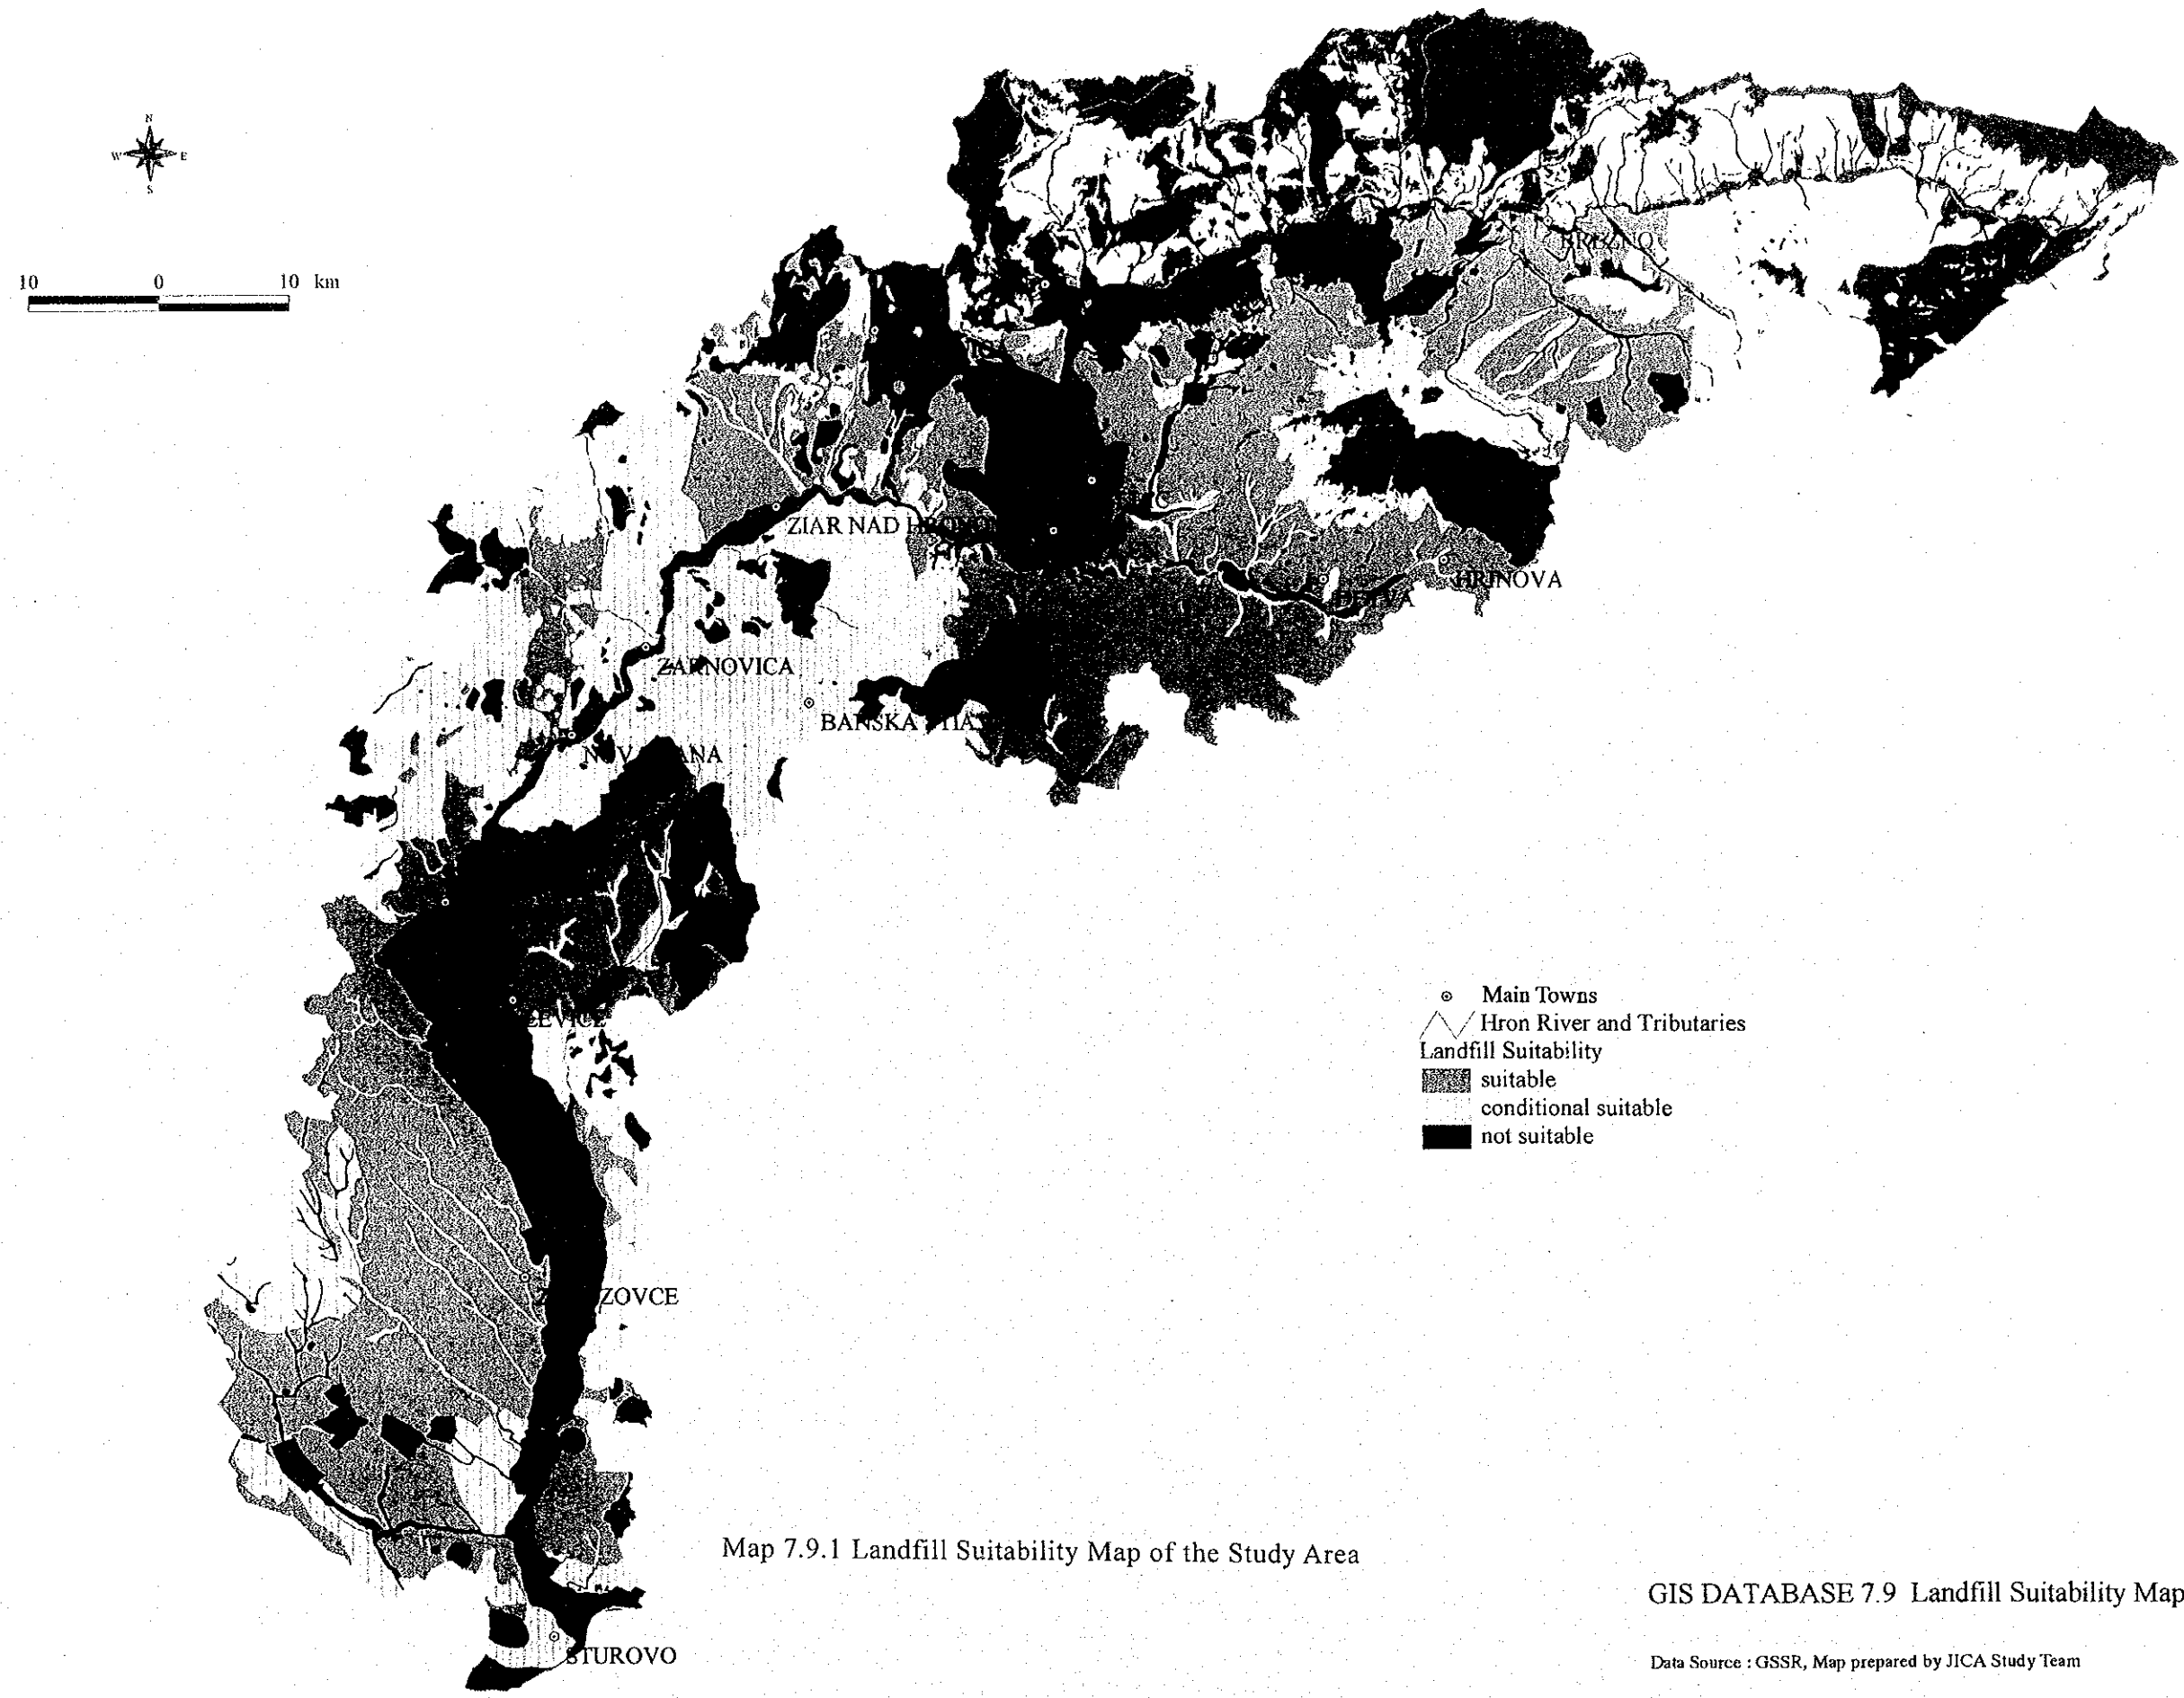 N
W E
S
10 0 10 km
BREZNO
ZIAR NAD
HRINOVA
ZARNOVICA
BANSKA
LEVICE
ZOVCE
STUROVO
Main Towns
Hron River and Tributaries
Landfill Suitability
suitable
conditional suitable
not suitable
Map 7.9.1 Landfill Suitability Map of the Study Area
GIS DATABASE 7.9 Landfill Suitability Map
Data Source : GSSR, Map prepared by JICA Study Team